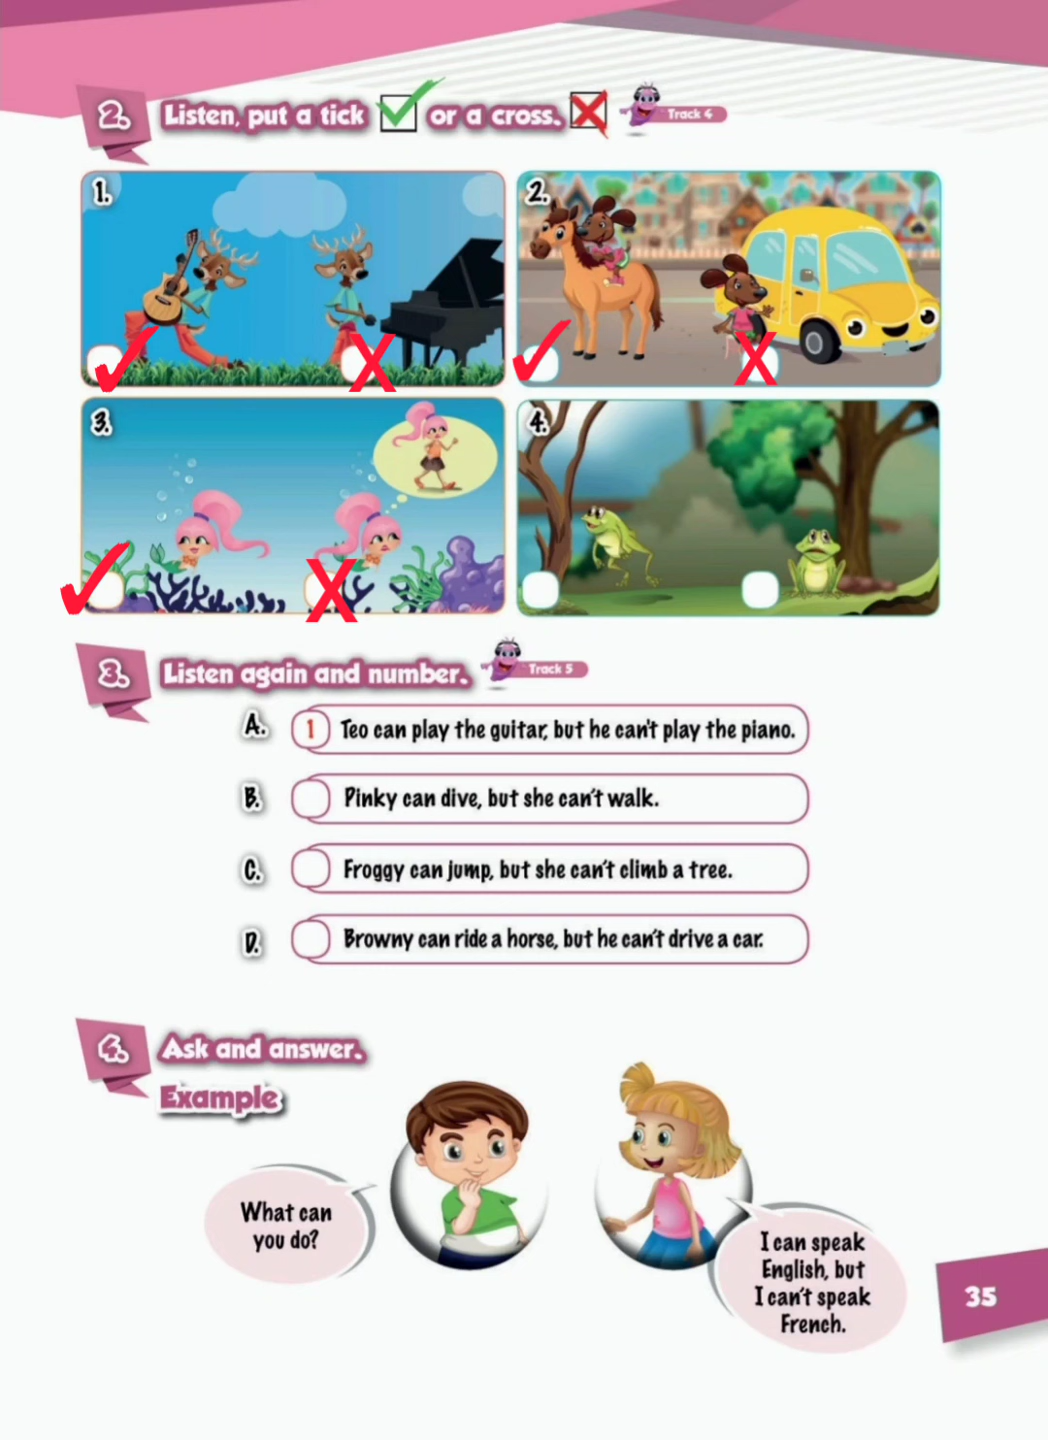 2. Listen, put a tick or a cross.
Track 4
1.
2.
3.
4.
3. Listen again and number.
Track 5
A. 1 Teo can play the guitar, but he can't play the piano.
B. Pinky can dive, but she can't walk.
C. Froggy can jump, but she can't climb a tree.
D. Browny can ride a horse, but he can't drive a car.
4. Ask and answer.
Example
What can
you do?
I can speak
English, but
I can't speak
French.
35